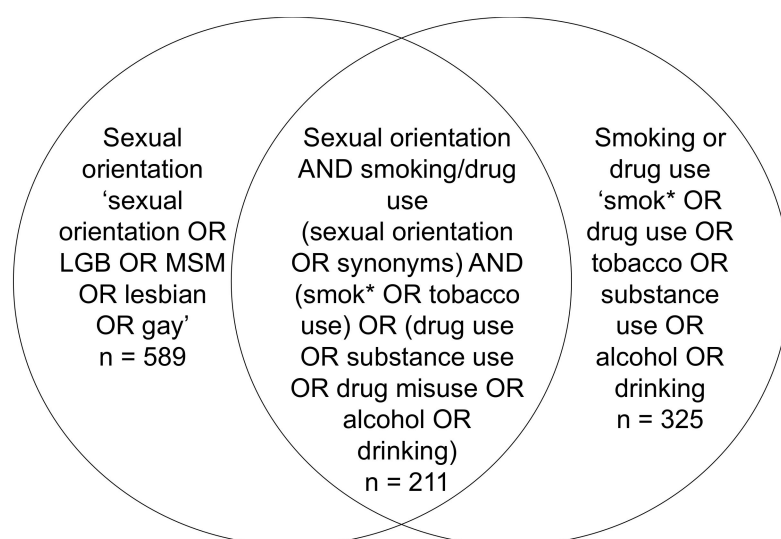 Sexual
orientation
‘sexual
orientation OR
LGB OR MSM
OR lesbian
OR gay’
n = 589
Sexual orientation
AND smoking/drug
use
(sexual orientation
OR synonyms) AND
(smok* OR tobacco
use) OR (drug use
OR substance use
OR drug misuse OR
alcohol OR
drinking)
n = 211
Smoking or
drug use
‘smok* OR
drug use OR
tobacco OR
substance
use OR
alcohol OR
drinking
n = 325